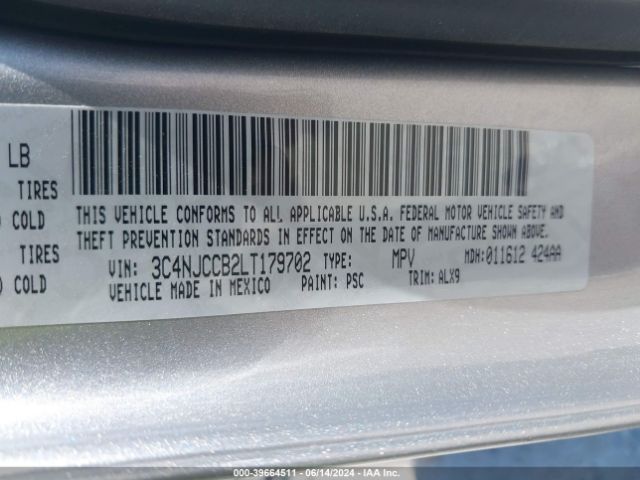 LB
TIRES
COLD
TIRES
COLD
THIS VEHICLE CONFORMS TO ALL APPLICABLE U.S.A. FEDERAL MOTOR VEHICLE SAFETY AND
THEFT PREVENTION STANDARDS IN EFFECT ON THE DATE OF MANUFACTURE SHOWN ABOVE.
VIN: 3C4NJCCB2LT179702 TYPE: MPV MDH:011612 424AA
VEHICLE MADE IN MEXICO PAINT: PSC TRIM: ALX9
000-39664511 - 06/14/2024 - IAA Inc.